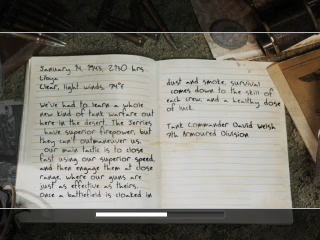 January 14, 1943, 2130 hrs
Libya
Clear, light winds, 74°F
We've had to learn a whole
new kind of tank warfare out
here in the desert. The Jerries
have superior firepower, but
they can't outmaneuver us.
Our main tactic is to close
fast using our superior speed,
and then engage them at close
range, where our guns are
just as effective as theirs.
Once a battlefield is cloaked in
dust and smoke, survival
comes down to the skill of
each crew, and a healthy dose
of luck.
Tank Commander David Welsh
7th Armoured Division